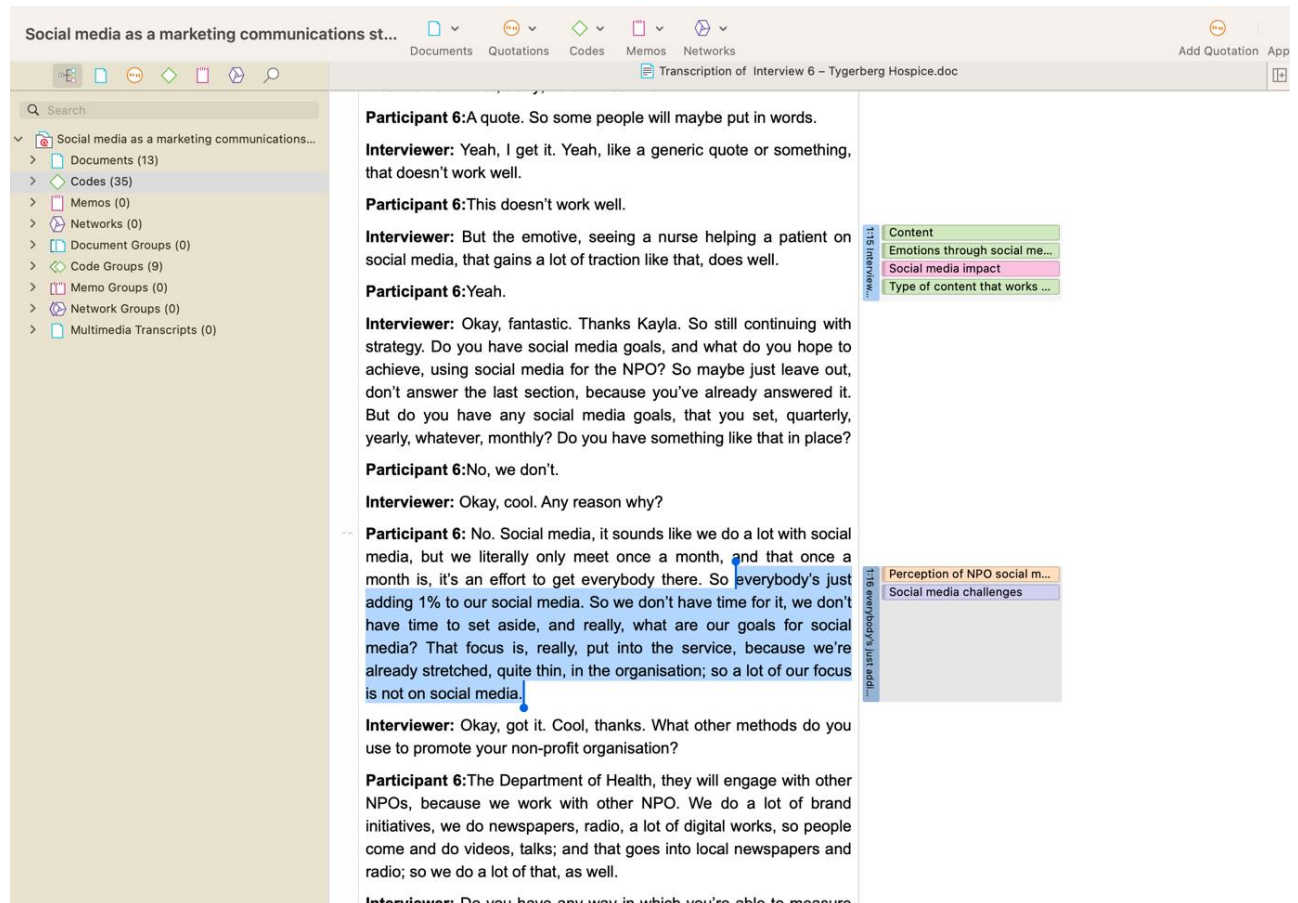 Social media as a marketing communications st...
Documents Quotations Codes Memos Networks
Add Quotation App
Transcription of Interview 6 – Tygerberg Hospice.doc
Search
Social media as a marketing communications...
Documents (13)
Codes (35)
Memos (0)
Networks (0)
Document Groups (0)
Code Groups (9)
Memo Groups (0)
Network Groups (0)
Multimedia Transcripts (0)
Participant 6:A quote. So some people will maybe put in words.
Interviewer: Yeah, I get it. Yeah, like a generic quote or something,
that doesn't work well.
Participant 6:This doesn't work well.
Interviewer: But the emotive, seeing a nurse helping a patient on
social media, that gains a lot of traction like that, does well.
Participant 6:Yeah.
Interviewer: Okay, fantastic. Thanks Kayla. So still continuing with
strategy. Do you have social media goals, and what do you hope to
achieve, using social media for the NPO? So maybe just leave out,
don't answer the last section, because you've already answered it.
But do you have any social media goals, that you set, quarterly,
yearly, whatever, monthly? Do you have something like that in place?
Participant 6:No, we don't.
Interviewer: Okay, cool. Any reason why?
Participant 6: No. Social media, it sounds like we do a lot with social
media, but we literally only meet once a month, and that once a
month is, it's an effort to get everybody there. So everybody's just
adding 1% to our social media. So we don't have time for it, we don't
have time to set aside, and really, what are our goals for social
media? That focus is, really, put into the service, because we're
already stretched, quite thin, in the organisation; so a lot of our focus
is not on social media.
Interviewer: Okay, got it. Cool, thanks. What other methods do you
use to promote your non-profit organisation?
Participant 6:The Department of Health, they will engage with other
NPOs, because we work with other NPO. We do a lot of brand
initiatives, we do newspapers, radio, a lot of digital works, so people
come and do videos, talks; and that goes into local newspapers and
radio; so we do a lot of that, as well.
Interviewer: Do you have any way in which you're able to measure
1:15 Interview...
Content
Emotions through social me...
Social media impact
Type of content that works ...
1:16 everybody's just addi...
Perception of NPO social m...
Social media challenges